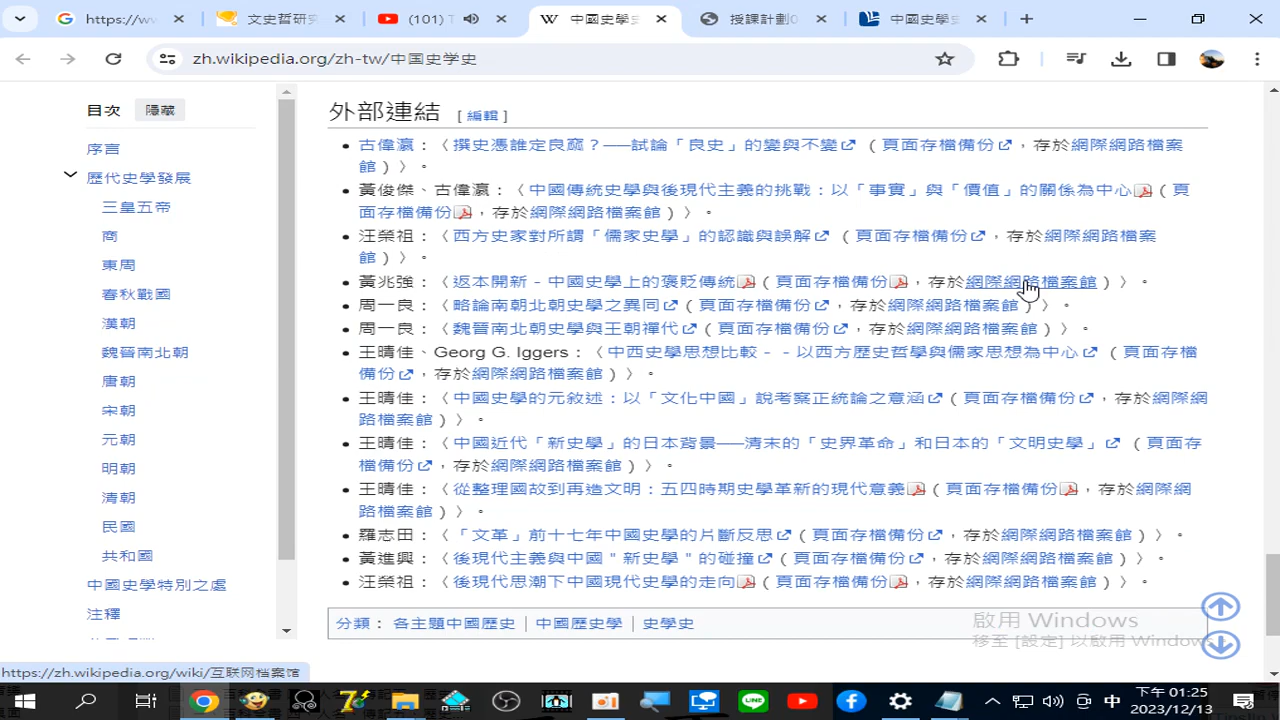 https://w
文史哲研
(101) T
中國史學
授課計劃0
中國史學
zh.wikipedia.org/zh-tw/中国史学史
目次 隱藏
序言
歷代史學發展
三皇五帝
商
東周
春秋戰國
漢朝
魏晉南北朝
唐朝
宋朝
元朝
明朝
清朝
民國
共和國
中國史學特別之處
注釋
外部連結 [編輯]
古偉瀛：〈撰史憑誰定良窳？──試論「良史」的變與不變（頁面存檔備份，存於網際網路檔案
館）〉。
黃俊傑、古偉瀛：〈中國傳統史學與後現代主義的挑戰：以「事實」與「價值」的關係為中心（頁
面存檔備份，存於網際網路檔案館）〉。
汪榮祖：〈西方史家對所謂「儒家史學」的認識與誤解（頁面存檔備份，存於網際網路檔案
館）〉。
黃兆強：〈返本開新－中國史學上的褒貶傳統（頁面存檔備份，存於網際網路檔案館）〉。
周一良：〈略論南朝北朝史學之異同（頁面存檔備份，存於網際網路檔案館）〉。
周一良：〈魏晉南北朝史學與王朝禪代（頁面存檔備份，存於網際網路檔案館）〉。
王晴佳、Georg G. Iggers：〈中西史學思想比較－－以西方歷史哲學與儒家思想為中心（頁面存檔
備份，存於網際網路檔案館）〉。
王晴佳：〈中國史學的元敘述：以「文化中國」說考案正統論之意涵（頁面存檔備份，存於網際網
路檔案館）〉。
王晴佳：〈中國近代「新史學」的日本背景──清末的「史界革命」和日本的「文明史學」（頁面存
檔備份，存於網際網路檔案館）〉。
王晴佳：〈從整理國故到再造文明：五四時期史學革新的現代意義（頁面存檔備份，存於網際網
路檔案館）〉。
羅志田：〈「文革」前十七年中國史學的片斷反思（頁面存檔備份，存於網際網路檔案館）〉。
黃進興：〈後現代主義與中國＂新史學＂的碰撞（頁面存檔備份，存於網際網路檔案館）〉。
汪榮祖：〈後現代思潮下中國現代史學的走向（頁面存檔備份，存於網際網路檔案館）〉。
分類：各主題中國歷史｜中國歷史學｜史學史
啟用 Windows
移至 [設定] 以啟用 Windows。
https://zh.wikipedia.org/wiki/互联网档案馆
中
下午 01:25
2023/12/13